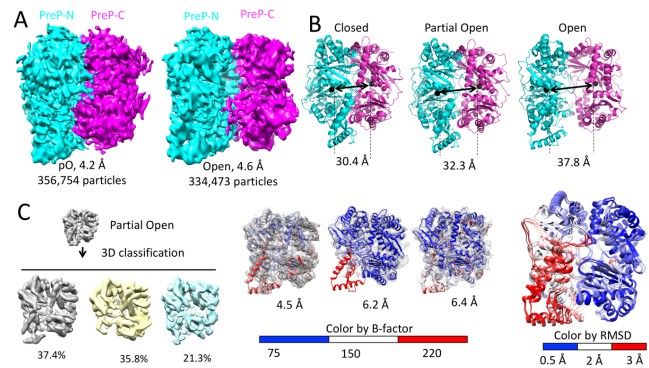 A
PreP-N PreP-C
PreP-N PreP-C
pO, 4.2 Å
356,754 particles
Open, 4.6 Å
334,473 particles
B
Closed
Partial Open
Open
30.4 Å
32.3 Å
37.8 Å
C
Partial Open
3D classification
37.4%
35.8%
21.3%
4.5 Å
6.2 Å
6.4 Å
Color by B-factor
75
150
220
Color by RMSD
0.5 Å
2 Å
3 Å